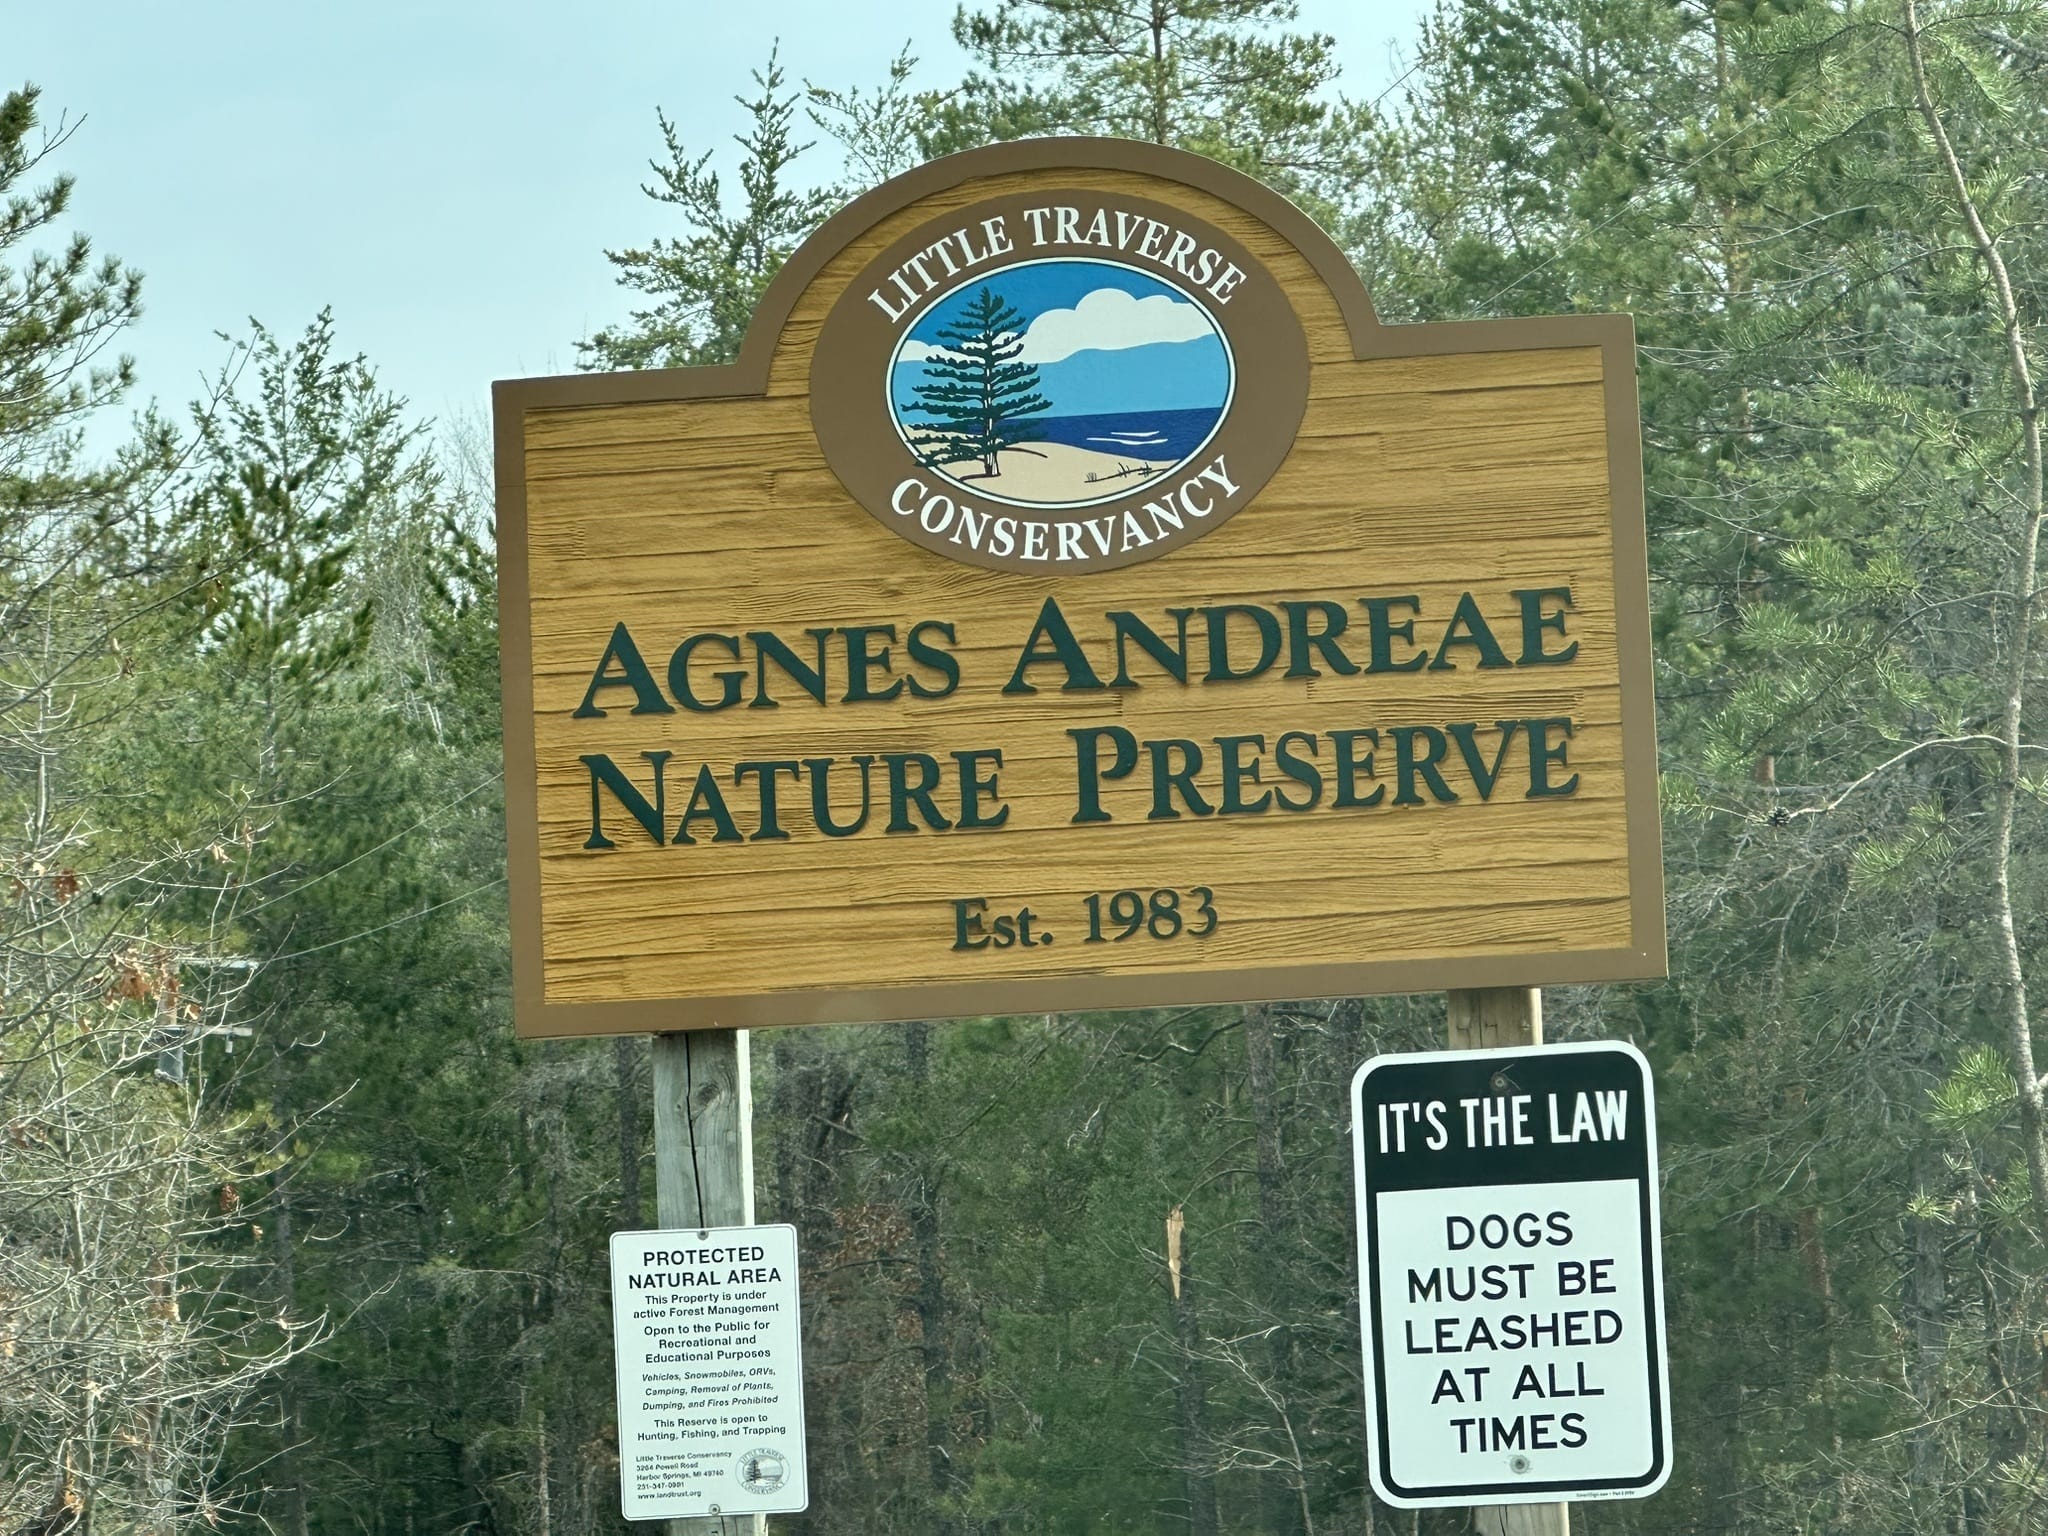 LITTLE TRAVERSE
CONSERVANCY
AGNES ANDREAE
NATURE PRESERVE
Est. 1983
PROTECTED
NATURAL AREA
This Property is under
active Forest Management
Open to the Public for
Recreational and
Educational Purposes
Vehicles, Snowmobiles, ORVs,
Camping, Removal of Plants,
Dumping, and Fires Prohibited
This Reserve is open to
Hunting, Fishing, and Trapping
Little Traverse Conservancy
3264 Powell Road
Harbor Springs, MI 49740
231-347-0991
www.landtrust.org
LITTLE TRAVERSE
CONSERVANCY
IT'S THE LAW
DOGS
MUST BE
LEASHED
AT ALL
TIMES